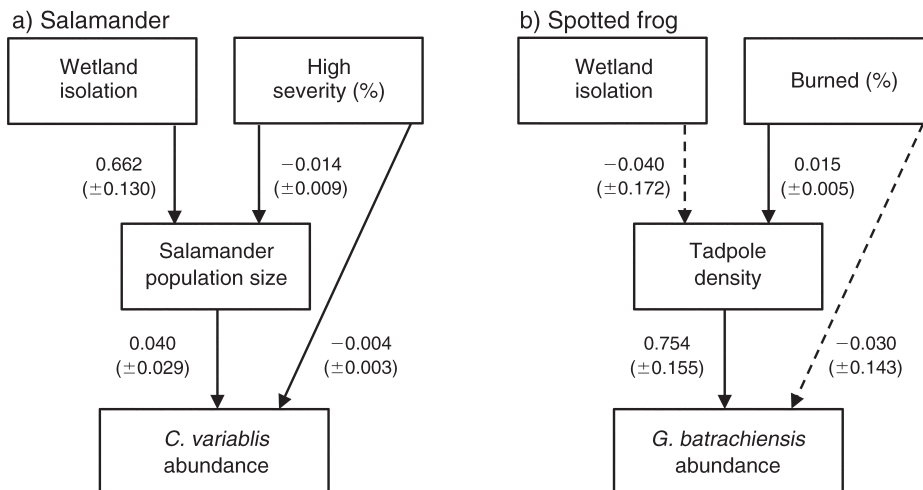 a) Salamander
Wetland
isolation
High
severity (%)
0.662
(±0.130)
−0.014
(±0.009)
Salamander
population size
0.040
(±0.029)
−0.004
(±0.003)
C. variablis
abundance
b) Spotted frog
Wetland
isolation
Burned (%)
−0.040
(±0.172)
0.015
(±0.005)
Tadpole
density
0.754
(±0.155)
−0.030
(±0.143)
G. batrachiensis
abundance